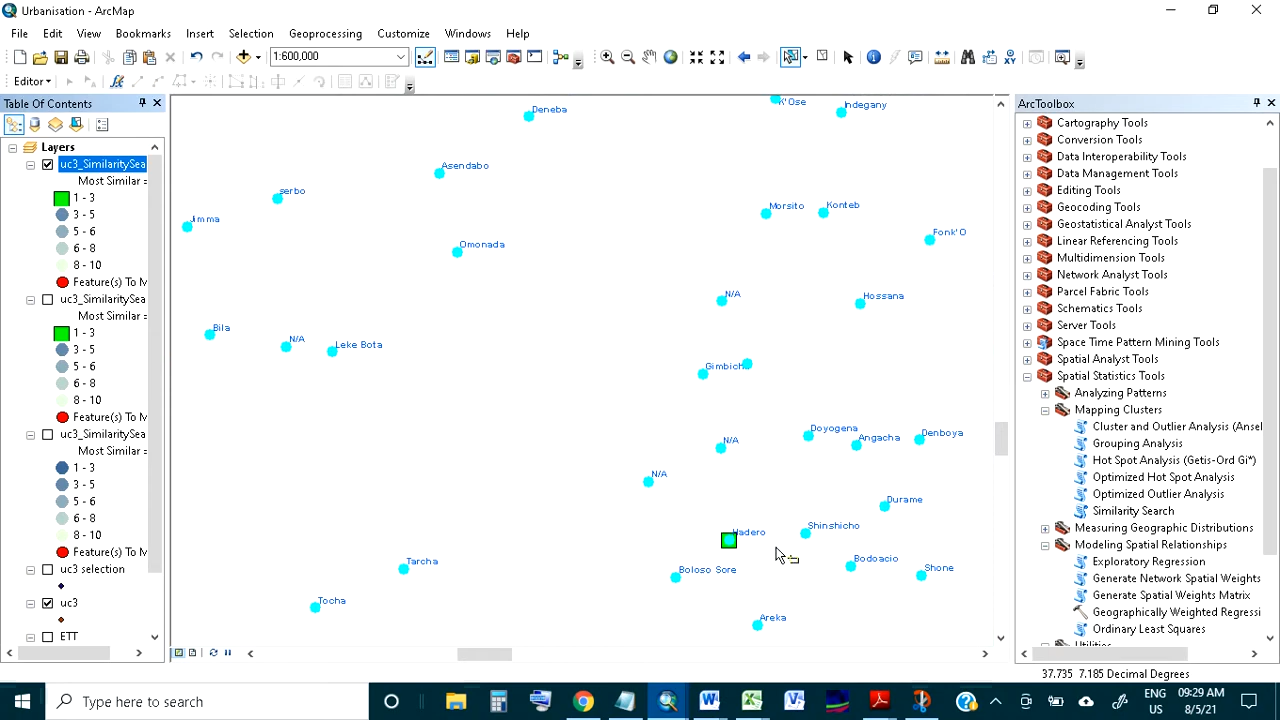 Urbanisation - ArcMap
File Edit View Bookmarks Insert Selection Geoprocessing Customize Windows Help
1:600,000
Editor
Table Of Contents
Layers
uc3_SimilaritySea
Most Similar =
1 - 3
3 - 5
5 - 6
6 - 8
8 - 10
Feature(s) To M
uc3_SimilaritySea
Most Similar =
1 - 3
3 - 5
5 - 6
6 - 8
8 - 10
Feature(s) To M
uc3_SimilaritySea
Most Similar =
1 - 3
3 - 5
5 - 6
6 - 8
8 - 10
Feature(s) To M
uc3 selection
uc3
ETT
K'Ose
Indegany
Deneba
Asendabo
serbo
Morsito
Konteb
Jimma
Fonk'O
Omonada
N/A
Hossana
Bila
N/A
Leke Bota
Gimbich
Doyogena
Denboya
Angacha
N/A
N/A
Durame
Shinshicho
Hadero
Bodoacio
Tarcha
Shone
Boloso Sore
Tocha
Areka
ArcToolbox
Cartography Tools
Conversion Tools
Data Interoperability Tools
Data Management Tools
Editing Tools
Geocoding Tools
Geostatistical Analyst Tools
Linear Referencing Tools
Multidimension Tools
Network Analyst Tools
Parcel Fabric Tools
Schematics Tools
Server Tools
Space Time Pattern Mining Tools
Spatial Analyst Tools
Spatial Statistics Tools
Analyzing Patterns
Mapping Clusters
Cluster and Outlier Analysis (Ansel
Grouping Analysis
Hot Spot Analysis (Getis-Ord Gi*)
Optimized Hot Spot Analysis
Optimized Outlier Analysis
Similarity Search
Measuring Geographic Distributions
Modeling Spatial Relationships
Exploratory Regression
Generate Network Spatial Weights
Generate Spatial Weights Matrix
Geographically Weighted Regressi
Ordinary Least Squares
Utilities
37.735 7.185 Decimal Degrees
Type here to search
ENG
US
09:29 AM
8/5/21